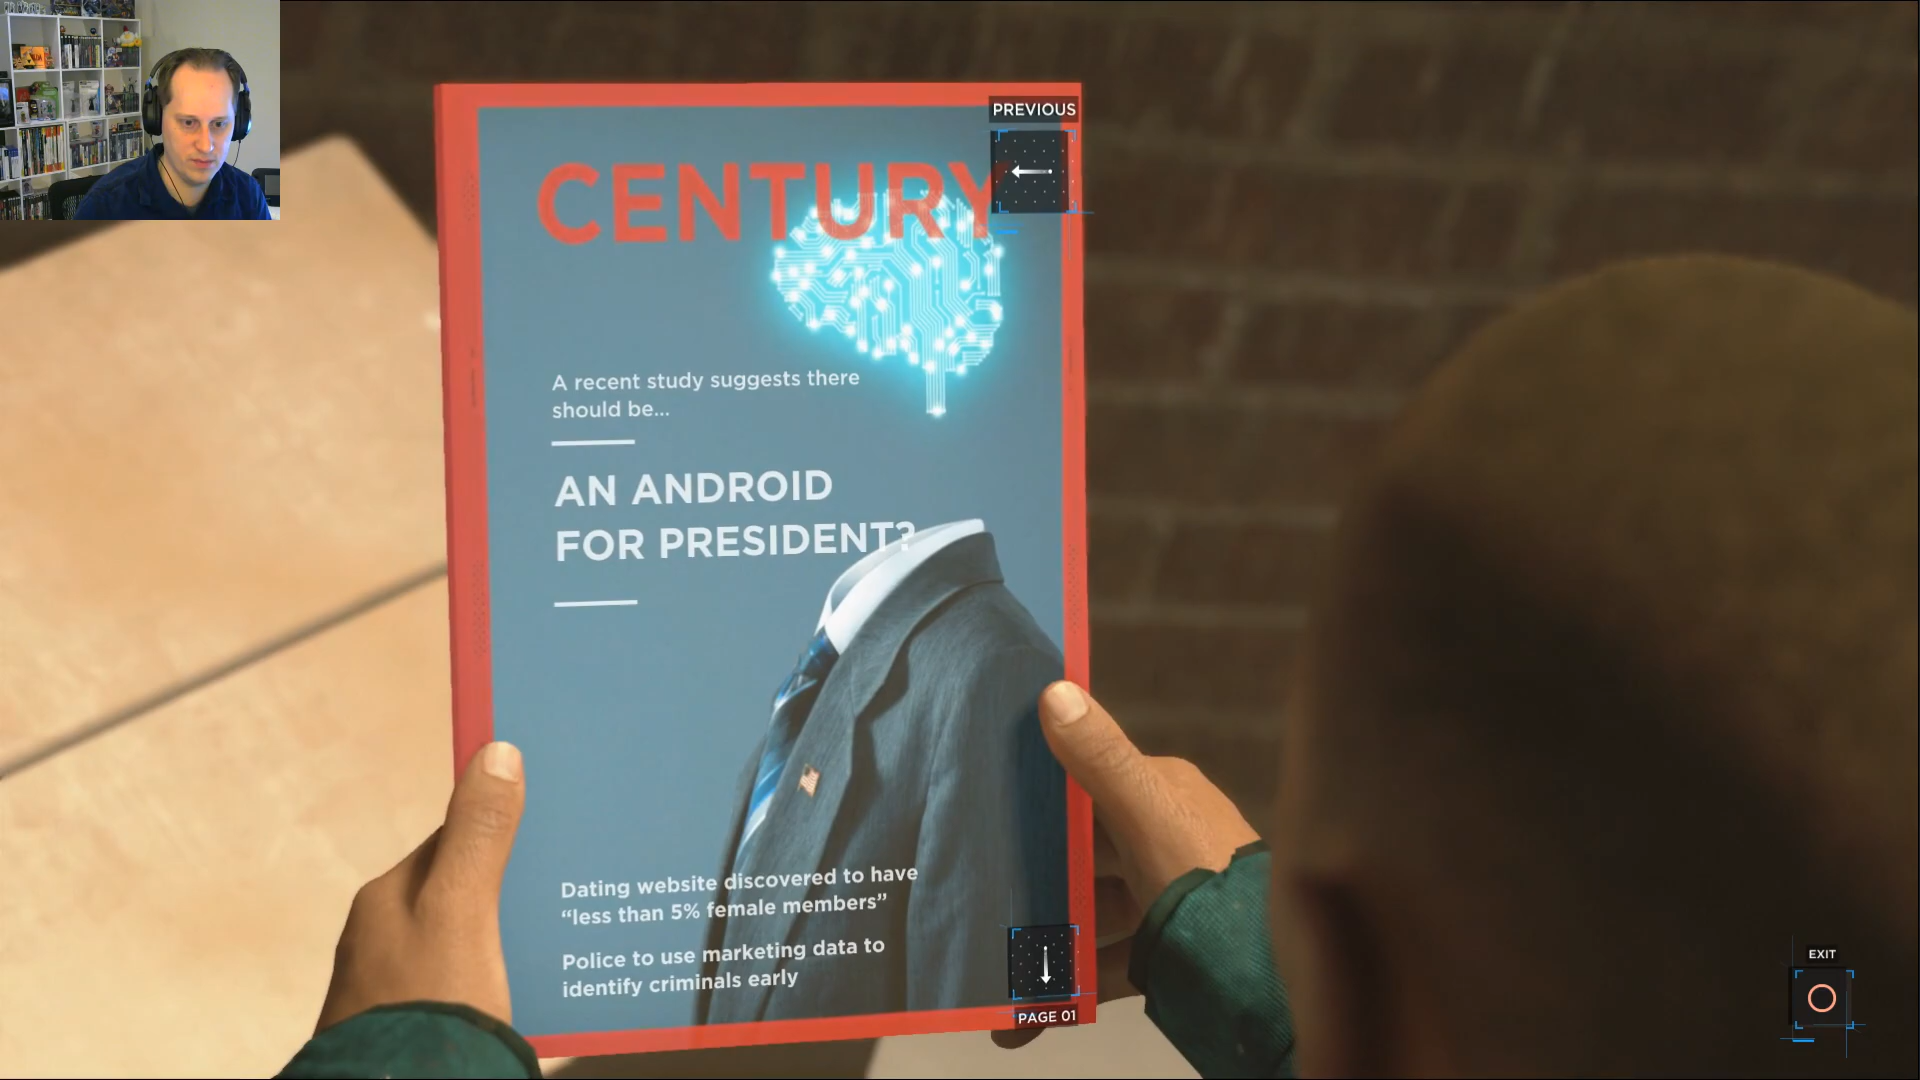 PREVIOUS
CENTURY
A recent study suggests there
should be...
AN ANDROID
FOR PRESIDENT?
Dating website discovered to have
“less than 5% female members”
Police to use marketing data to
identify criminals early
PAGE 01
EXIT